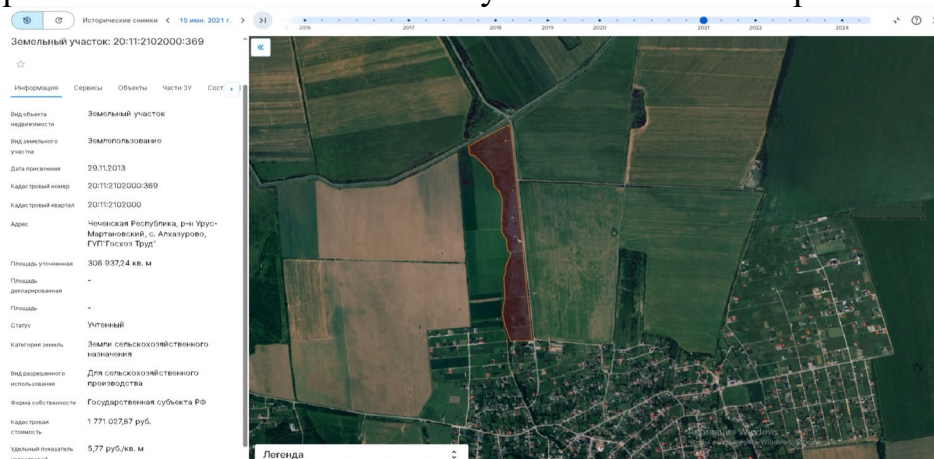 Исторические снимки
15 июн. 2021 г.
2016 2017 2018 2019 2020 2021 2022 2024
Земельный участок: 20:11:2102000:369
Информация Сервисы Объекты Части ЗУ Сост
Вид объекта недвижимости Земельный участок
Вид земельного участка Землепользование
Дата присвоения 29.11.2013
Кадастровый номер 20:11:2102000:369
Кадастровый квартал 20:11:2102000
Адрес Чеченская Республика, р-н Урус-
Мартановский, с. Алхазурово,
ГУП"Госхоз Труд"
Площадь уточненная 306 937,24 кв. м
Площадь декларированная -
Площадь -
Статус Учтенный
Категория земель Земли сельскохозяйственного
назначения
Вид разрешенного использования Для сельскохозяйственного
производства
Форма собственности Государственная субъекта РФ
Кадастровая стоимость 1 771 027,87 руб.
Удельный показатель 5,77 руб./кв. м
Легенда
Активация Windows